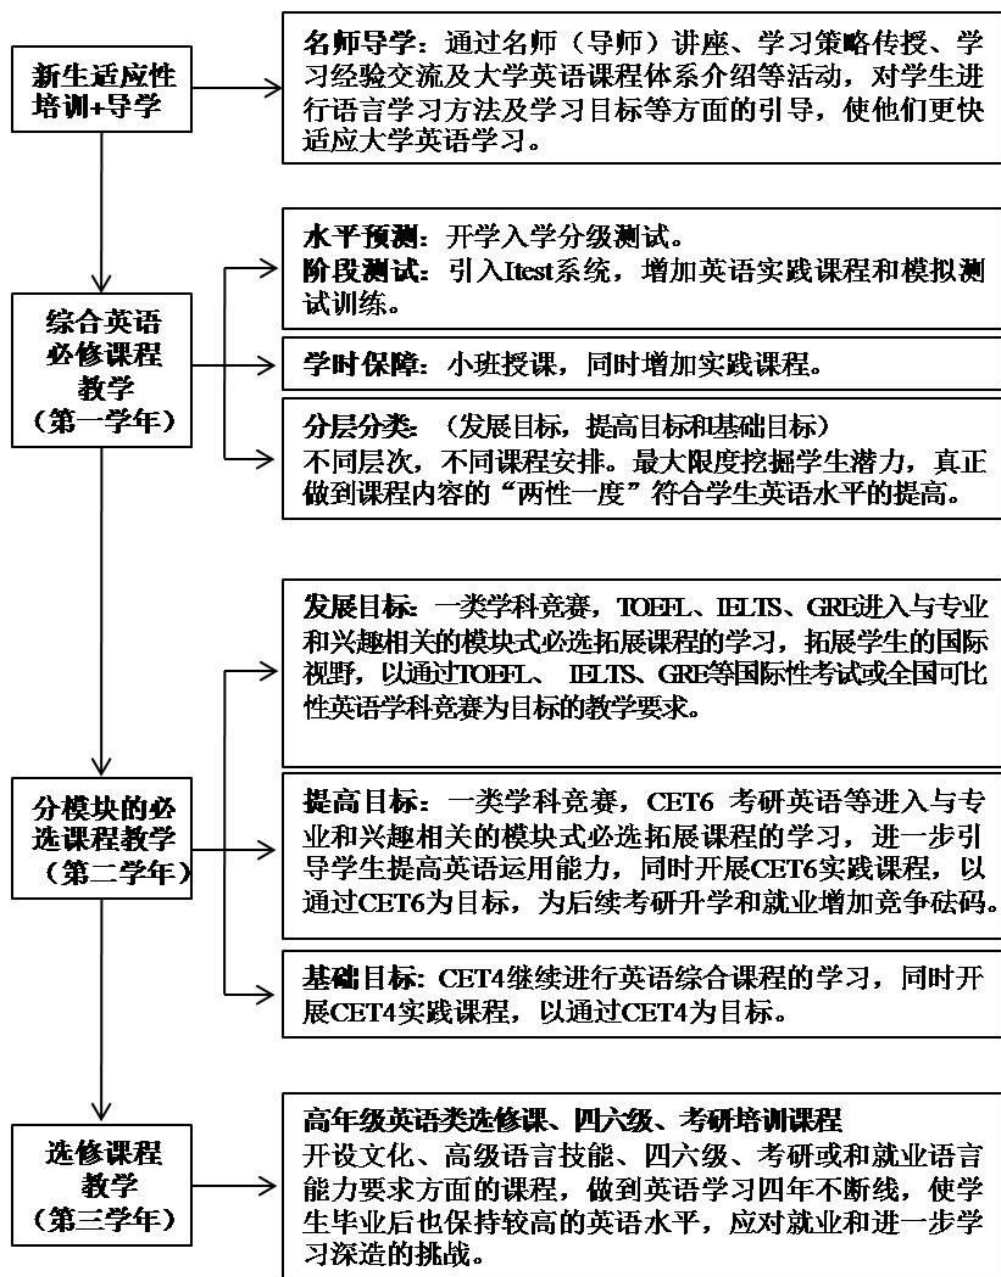 新生适应性
培训+导学
名师导学：通过名师（导师）讲座、学习策略传授、学
习经验交流及大学英语课程体系介绍等活动，对学生进
行语言学习方法及学习目标等方面的引导，使他们更快
适应大学英语学习。
综合英语
必修课程
教学
（第一学年）
水平预测：开学入学分级测试。
阶段测试：引入Itest系统，增加英语实践课程和模拟测
试训练。
学时保障：小班授课，同时增加实践课程。
分层分类：（发展目标，提高目标和基础目标）
不同层次，不同课程安排。最大限度挖掘学生潜力，真正
做到课程内容的“两性一度”符合学生英语水平的提高。
分模块的必
选课程教学
（第二学年）
发展目标：一类学科竞赛，TOEFL、IELTS、GRE进入与专业
和兴趣相关的模块式必选拓展课程的学习，拓展学生的国际
视野，以通过TOEFL、 IELTS、GRE等国际性考试或全国可比
性英语学科竞赛为目标的教学要求。
提高目标：一类学科竞赛，CET6 考研英语等进入与专
业和兴趣相关的模块式必选拓展课程的学习，进一步引
导学生提高英语运用能力，同时开展CET6实践课程，以
通过CET6为目标，为后续考研升学和就业增加竞争砝码。
基础目标：CET4继续进行英语综合课程的学习，同时开
展CET4实践课程，以通过CET4为目标。
选修课程
教学
（第三学年）
高年级英语类选修课、四六级、考研培训课程
开设文化、高级语言技能、四六级、考研或和就业语言
能力要求方面的课程，做到英语学习四年不断线，使学
生毕业后也保持较高的英语水平，应对就业和进一步学
习深造的挑战。